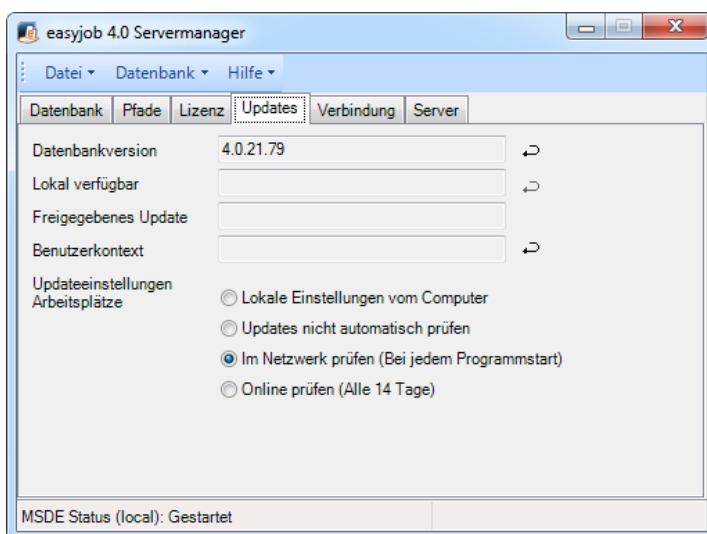 easyjob 4.0 Servermanager
Datei Datenbank Hilfe
Datenbank Pfade Lizenz Updates Verbindung Server
Datenbankversion 4.0.21.79
Lokal verfügbar
Freigegebenes Update
Benutzerkontext
Updateeinstellungen
Arbeitsplätze
Lokale Einstellungen vom Computer
Updates nicht automatisch prüfen
Im Netzwerk prüfen (Bei jedem Programmstart)
Online prüfen (Alle 14 Tage)
MSDE Status (local): Gestartet